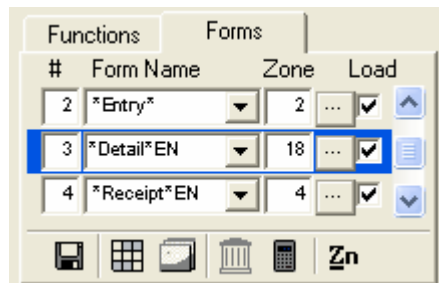 Functions Forms
# Form Name Zone Load
2 *Entry* 2 ...
3 *Detail*EN 18 ...
4 *Receipt*EN 4 ...
Zn